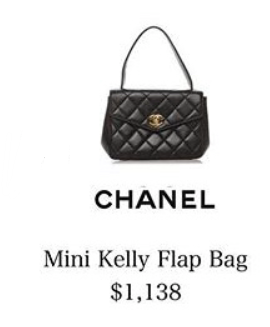 CHANEL
Mini Kelly Flap Bag
$1,138